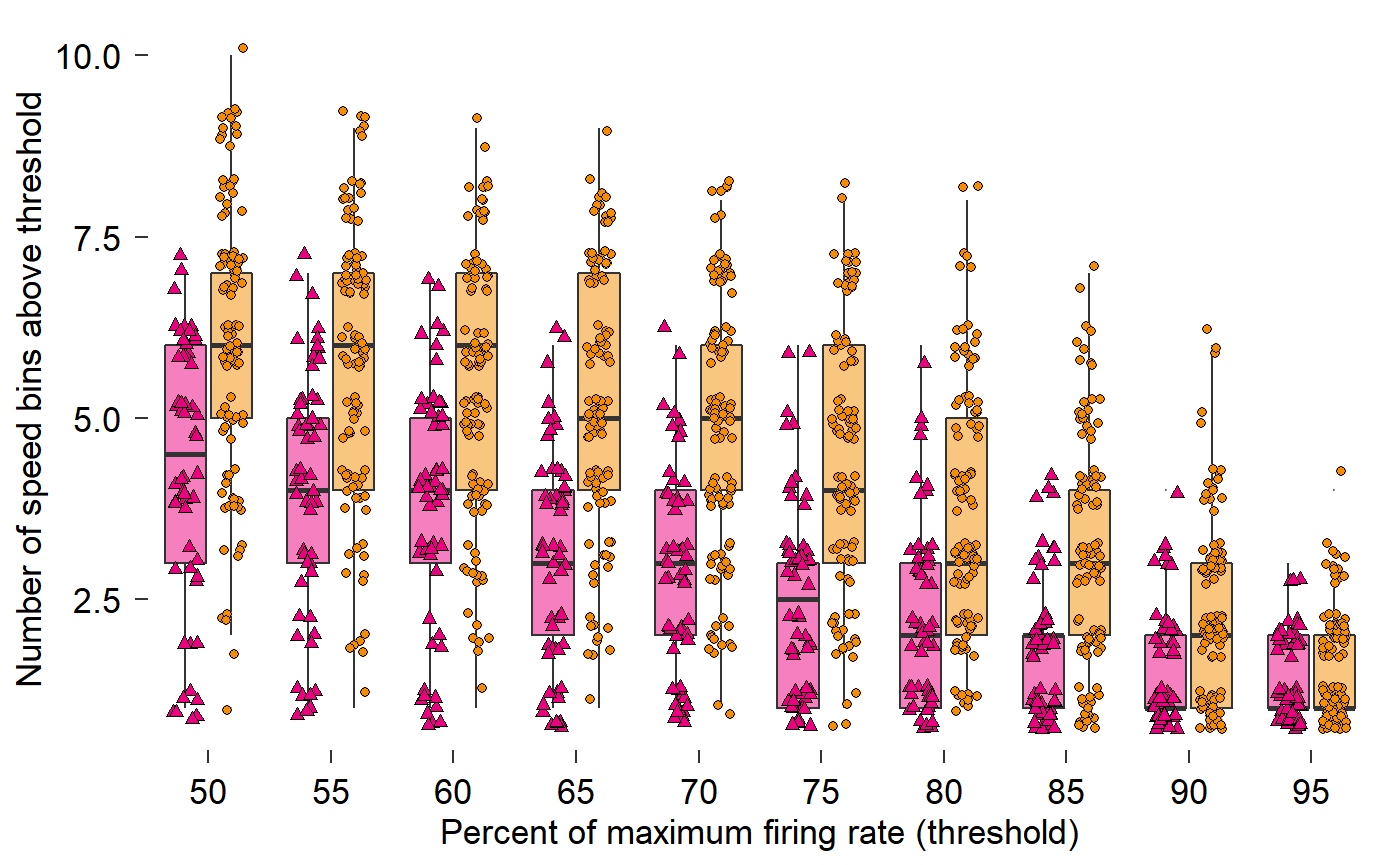 Number of speed bins above threshold
10.0
7.5
5.0
2.5
50 55 60 65 70 75 80 85 90 95
Percent of maximum firing rate (threshold)